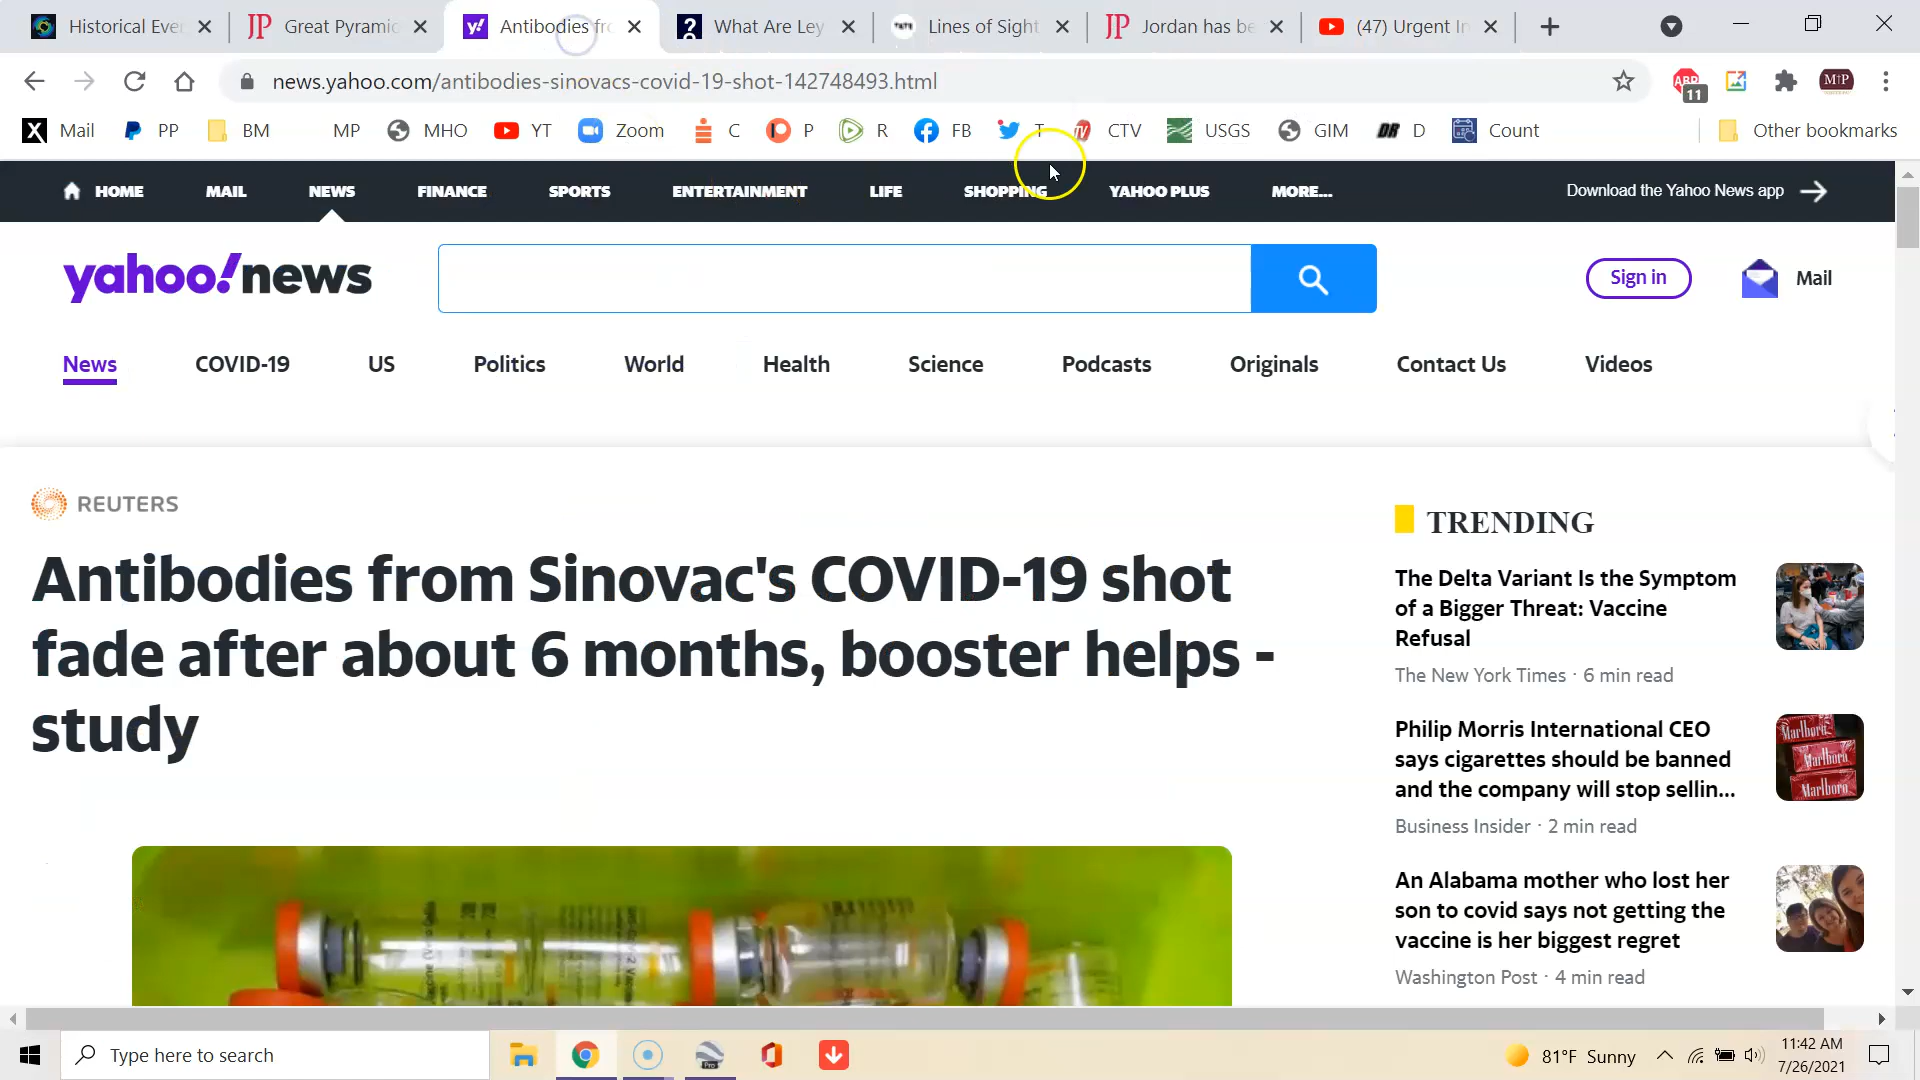 Historical Eve
Great Pyramic
Antibodies fro
What Are Ley
Lines of Sight
Jordan has be
(47) Urgent In
news.yahoo.com/antibodies-sinovacs-covid-19-shot-142748493.html
ABP
11
M↑P
X Mail
PP
BM
MP
MHO
YT
Zoom
C
P
R
FB
T
CTV
USGS
GIM
DR D
Count
Other bookmarks
HOME
MAIL
NEWS
FINANCE
SPORTS
ENTERTAINMENT
LIFE
SHOPPING
YAHOO PLUS
MORE...
Download the Yahoo News app
yahoo!news
Sign in
Mail
News
COVID-19
US
Politics
World
Health
Science
Podcasts
Originals
Contact Us
Videos
REUTERS
Antibodies from Sinovac's COVID-19 shot
fade after about 6 months, booster helps -
study
TRENDING
The Delta Variant Is the Symptom
of a Bigger Threat: Vaccine
Refusal
The New York Times · 6 min read
Philip Morris International CEO
says cigarettes should be banned
and the company will stop sellin...
Business Insider · 2 min read
Marlboro
Marlboro
Marlboro
An Alabama mother who lost her
son to covid says not getting the
vaccine is her biggest regret
Washington Post · 4 min read
Type here to search
81°F Sunny
11:42 AM
7/26/2021